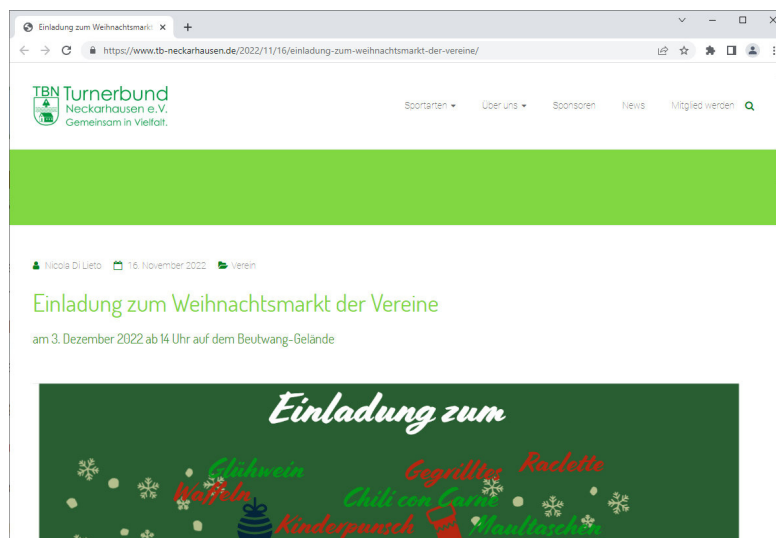 Einladung zum Weihnachtsmarkt
https://www.tb-neckarhausen.de/2022/11/16/einladung-zum-weihnachtsmarkt-der-vereine/
TBN Turnerbund
Neckarhausen e.V.
Gemeinsam in Vielfalt.
Sportarten Über uns Sponsoren News Mitglied werden
Nicola Di Lieto 16. November 2022 Verein
Einladung zum Weihnachtsmarkt der Vereine
am 3. Dezember 2022 ab 14 Uhr auf dem Beutwang-Gelände
Einladung zum
Glühwein Gegrilltes Raclette
Waffeln Chili con Carne
Kinderpunsch Maultaschen